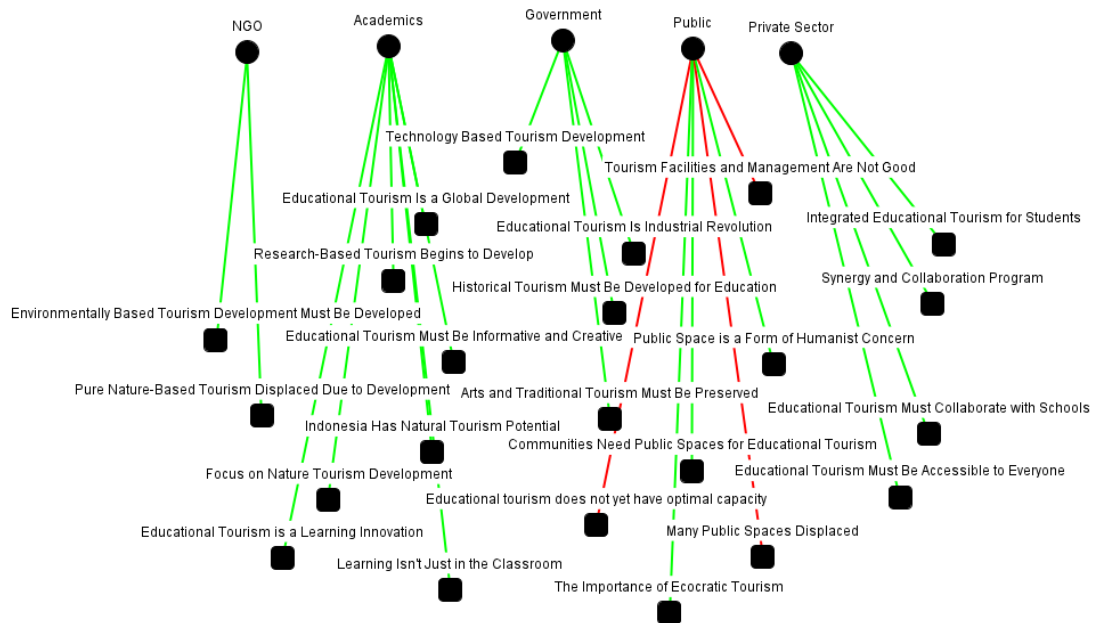 NGO
Academics
Government
Public
Private Sector
Technology Based Tourism Development
Tourism Facilities and Management Are Not Good
Educational Tourism Is a Global Development
Integrated Educational Tourism for Students
Educational Tourism Is Industrial Revolution
Research-Based Tourism Begins to Develop
Synergy and Collaboration Program
Historical Tourism Must Be Developed for Education
Environmentally Based Tourism Development Must Be Developed
Educational Tourism Must Be Informative and Creative
Public Space is a Form of Humanist Concern
Pure Nature-Based Tourism Displaced Due to Development
Arts and Traditional Tourism Must Be Preserved
Educational Tourism Must Collaborate with Schools
Indonesia Has Natural Tourism Potential
Communities Need Public Spaces for Educational Tourism
Focus on Nature Tourism Development
Educational Tourism Must Be Accessible to Everyone
Educational tourism does not yet have optimal capacity
Educational Tourism is a Learning Innovation
Many Public Spaces Displaced
Learning Isn't Just in the Classroom
The Importance of Ecocratic Tourism